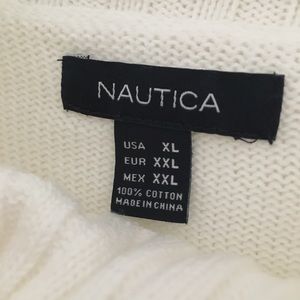 NAUTICA
USA XL
EUR XXL
MEX XXL
100% COTTON
MADE IN CHINA